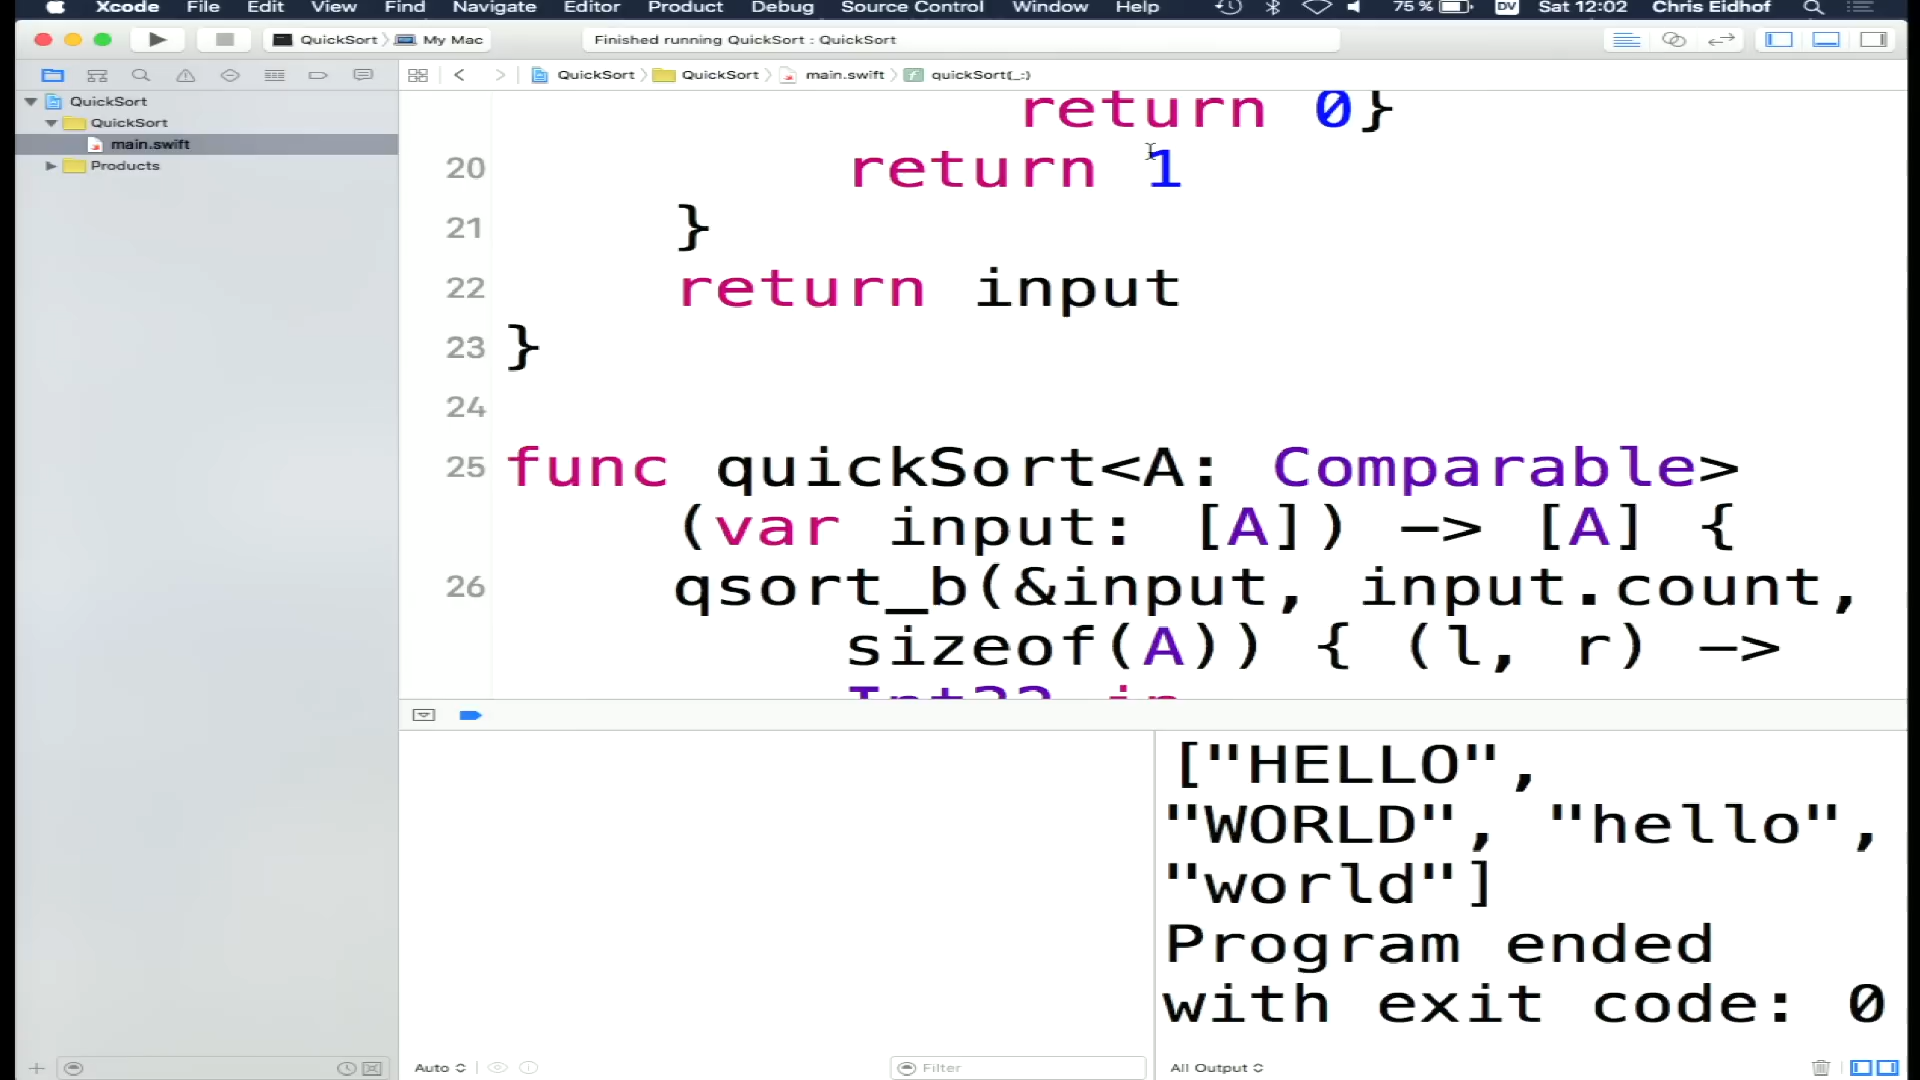 Xcode File Edit View Find Navigate Editor Product Debug Source Control Window Help 75 % DV Sat 12:02 Chris Eidhof
QuickSort My Mac Finished running QuickSort : QuickSort
QuickSort QuickSort main.swift quickSort(_:)
QuickSort
QuickSort
main.swift
Products
return 0}
20 return 1
21 }
22 return input
23 }
24
25 func quickSort<A: Comparable>
(var input: [A]) -> [A] {
26 qsort_b(&input, input.count,
sizeof(A)) { (l, r) ->
Int32 in
["HELLO",
"WORLD", "hello",
"world"]
Program ended
with exit code: 0
Auto Filter All Output